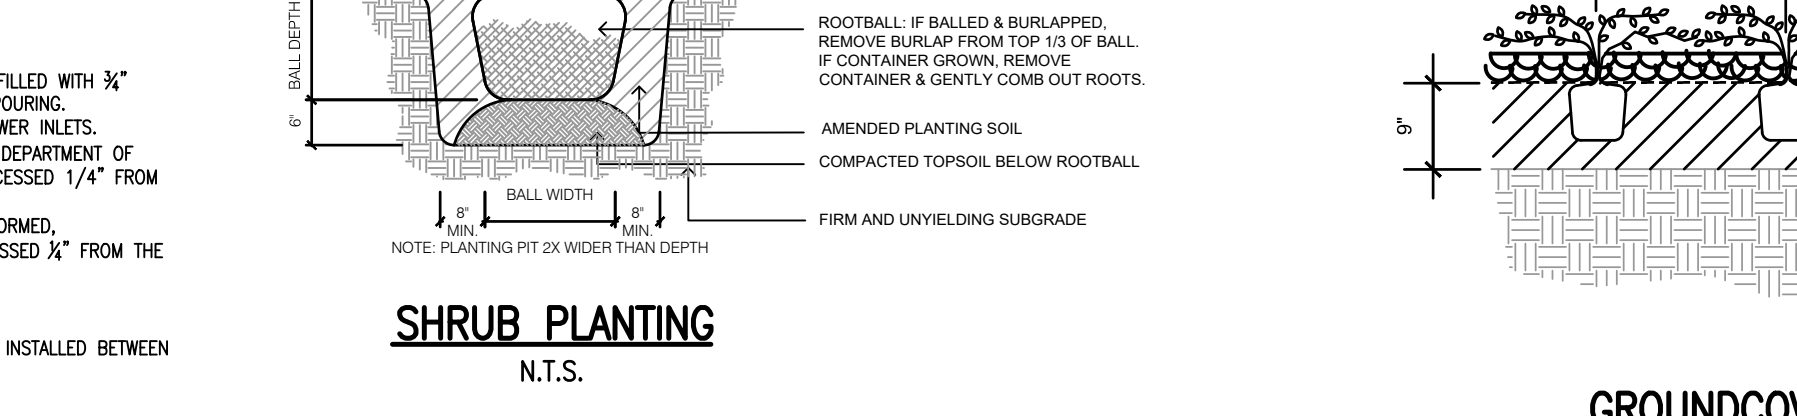 FILLED WITH ¾"
POURING.
WER INLETS.
DEPARTMENT OF
CESSED 1/4" FROM
ORMED,
SSED ¼" FROM THE
INSTALLED BETWEEN
BALL DEPTH
6"
ROOTBALL: IF BALLED & BURLAPPED,
REMOVE BURLAP FROM TOP 1/3 OF BALL.
IF CONTAINER GROWN, REMOVE
CONTAINER & GENTLY COMB OUT ROOTS.
AMENDED PLANTING SOIL
COMPACTED TOPSOIL BELOW ROOTBALL
FIRM AND UNYIELDING SUBGRADE
BALL WIDTH
8"
MIN.
8"
MIN.
NOTE: PLANTING PIT 2X WIDER THAN DEPTH
SHRUB PLANTING
N.T.S.
9"
GROUNDCOV